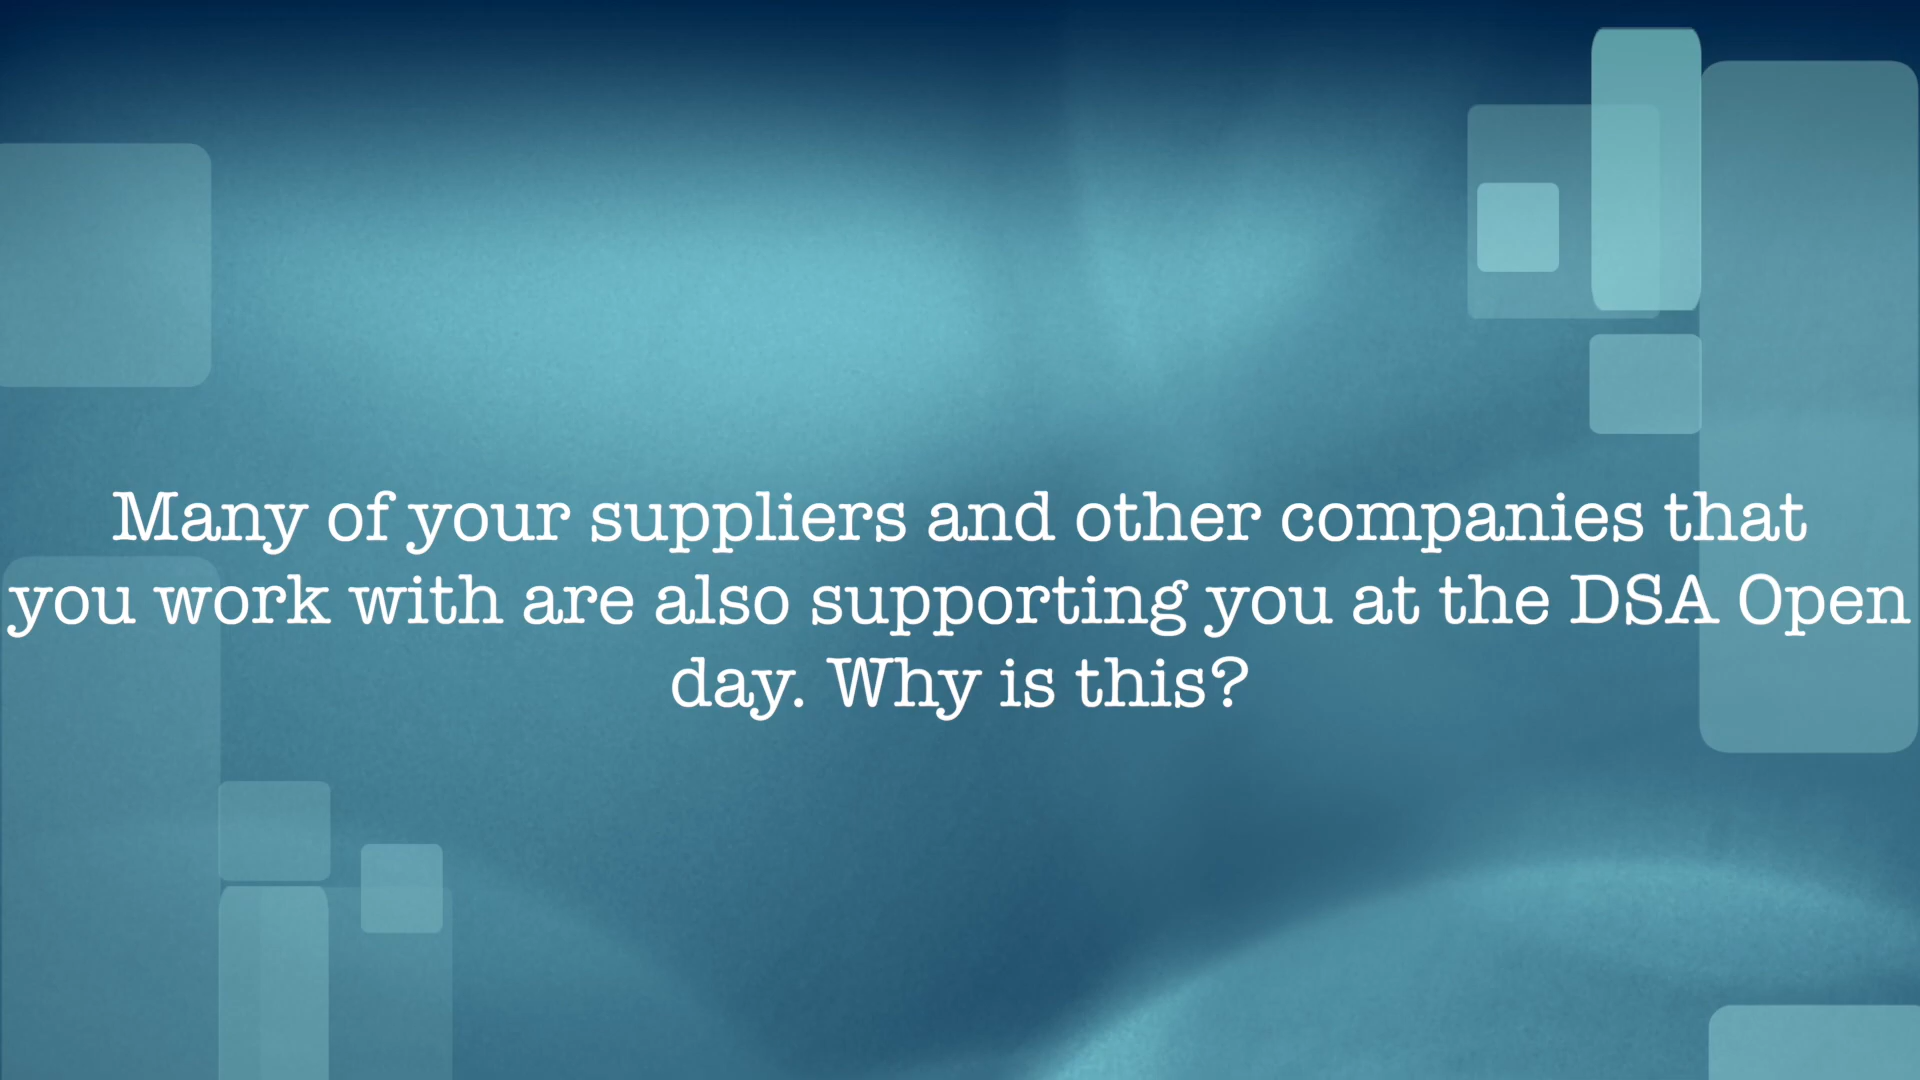 Many of your suppliers and other companies that
you work with are also supporting you at the DSA Open
day. Why is this?